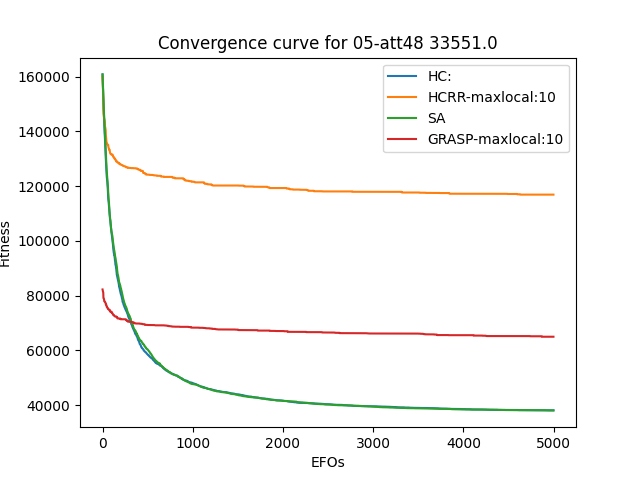 Convergence curve for 05-att48 33551.0
HC:
HCRR-maxlocal:10
SA
GRASP-maxlocal:10
160000
140000
120000
100000
80000
60000
40000
0 1000 2000 3000 4000 5000
EFOs